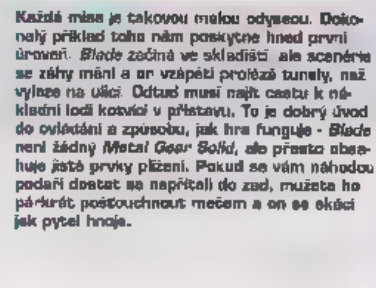 Každá mise je takovou malou odyseou. Doko-
nalý příklad toho nám poskytne hned první
úroveň. Blade začíná ve skladišti ale scenérie
se záhy mění a on vzápětí prolézá tunely, než
vyleze na ulici. Odtud musí najít cestu k ná-
kladní lodi kotvící v přístavu. To je dobrý úvod
do ovládání a způsobu, jak hra funguje - Blade
není žádný Metal Gear Solid, ale přesto obsa-
huje jisté prvky plížení. Pokud se vám náhodou
podaří dostat se nepříteli do zad, můžete ho
párkrát pošťouchnout mečem a on se skácí
jak pytel hnoje.